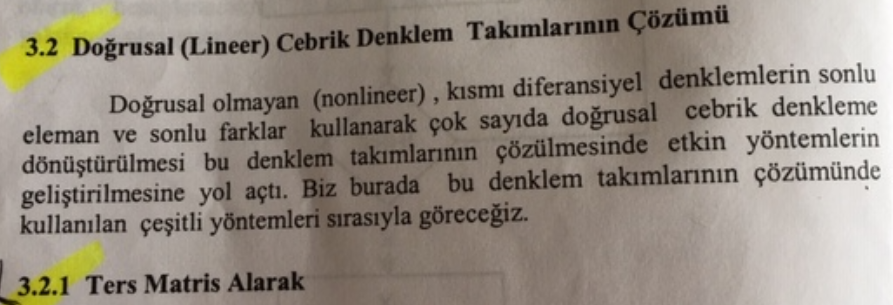 3.2 Doğrusal (Lineer) Cebrik Denklem Takımlarının Çözümü
Doğrusal olmayan (nonlineer) , kısmı diferansiyel denklemlerin sonlu
eleman ve sonlu farklar kullanarak çok sayıda doğrusal cebrik denkleme
dönüştürülmesi bu denklem takımlarının çözülmesinde etkin yöntemlerin
geliştirilmesine yol açtı. Biz burada bu denklem takımlarının çözümünde
kullanılan çeşitli yöntemleri sırasıyla göreceğiz.
3.2.1 Ters Matris Alarak